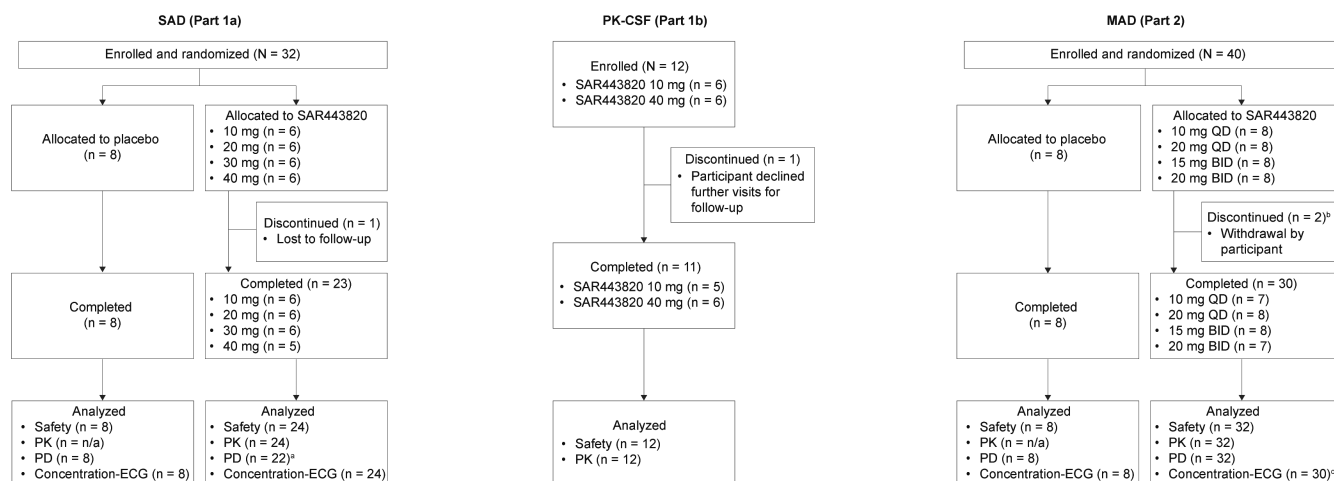 SAD (Part 1a)
Enrolled and randomized (N = 32)
Allocated to placebo
(n = 8)
Allocated to SAR443820
• 10 mg (n = 6)
• 20 mg (n = 6)
• 30 mg (n = 6)
• 40 mg (n = 6)
Discontinued (n = 1)
• Lost to follow-up
Completed
(n = 8)
Completed (n = 23)
• 10 mg (n = 6)
• 20 mg (n = 6)
• 30 mg (n = 6)
• 40 mg (n = 5)
Analyzed
• Safety (n = 8)
• PK (n = n/a)
• PD (n = 8)
• Concentration-ECG (n = 8)
Analyzed
• Safety (n = 24)
• PK (n = 24)
• PD (n = 22)ᵃ
• Concentration-ECG (n = 24)
PK-CSF (Part 1b)
Enrolled (N = 12)
• SAR443820 10 mg (n = 6)
• SAR443820 40 mg (n = 6)
Discontinued (n = 1)
• Participant declined
further visits for
follow-up
Completed (n = 11)
• SAR443820 10 mg (n = 5)
• SAR443820 40 mg (n = 6)
Analyzed
• Safety (n = 12)
• PK (n = 12)
MAD (Part 2)
Enrolled and randomized (N = 40)
Allocated to placebo
(n = 8)
Allocated to SAR443820
• 10 mg QD (n = 8)
• 20 mg QD (n = 8)
• 15 mg BID (n = 8)
• 20 mg BID (n = 8)
Discontinued (n = 2)ᵇ
• Withdrawal by
participant
Completed
(n = 8)
Completed (n = 30)
• 10 mg QD (n = 7)
• 20 mg QD (n = 8)
• 15 mg BID (n = 8)
• 20 mg BID (n = 7)
Analyzed
• Safety (n = 8)
• PK (n = n/a)
• PD (n = 8)
• Concentration-ECG (n = 8)
Analyzed
• Safety (n = 32)
• PK (n = 32)
• PD (n = 32)
• Concentration-ECG (n = 30)ᶜ